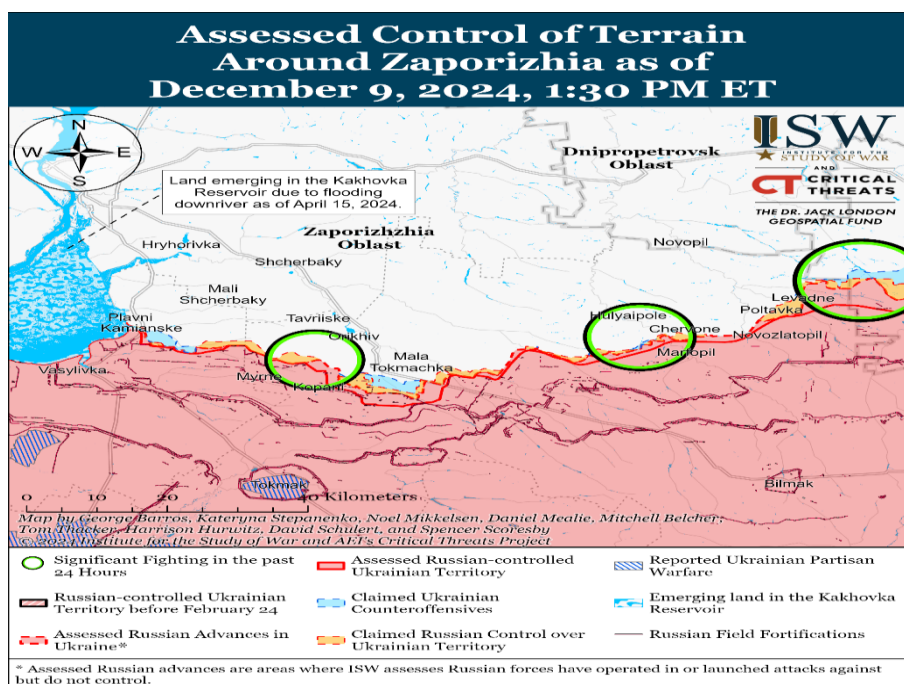 Assessed Control of Terrain
Around Zaporizhia as of
December 9, 2024, 1:30 PM ET
N
W E
S
ISW
INSTITUTE FOR THE
STUDY OF WAR
AND
CT CRITICAL
THREATS
THE DR. JACK LONDON
GEOSPATIAL FUND
Dnipropetrovsk
Oblast
Land emerging in the Kakhovka
Reservoir due to flooding
downriver as of April 15, 2024.
Zaporizhzhia
Oblast
Hryhorivka
Novopil
Shcherbaky
Mali
Shcherbaky
Levadne
Plavni
Tavriiske
Hulyaipole
Poltavka
Kamianske
Orikhiv
Chervone
Novozlatopil
Mala
Tokmachka
Marfopil
Vasylivka
Myrne
Kopani
Tokmak
Bilmak
0 20 40 Kilometers
Map by George Barros, Kateryna Stepanenko, Noel Mikkelsen, Daniel Mealie, Mitchell Belcher,
Tom Thacker, Harrison Hurwitz, David Schulert, and Spencer Scoresby
© 2024 Institute for the Study of War and AEI's Critical Threats Project
Significant Fighting in the past
24 Hours
Assessed Russian-controlled
Ukrainian Territory
Reported Ukrainian Partisan
Warfare
Russian-controlled Ukrainian
Territory before February 24
Claimed Ukrainian
Counteroffensives
Emerging land in the Kakhovka
Reservoir
Assessed Russian Advances in
Ukraine*
Claimed Russian Control over
Ukrainian Territory
Russian Field Fortifications
* Assessed Russian advances are areas where ISW assesses Russian forces have operated in or launched attacks against
but do not control.